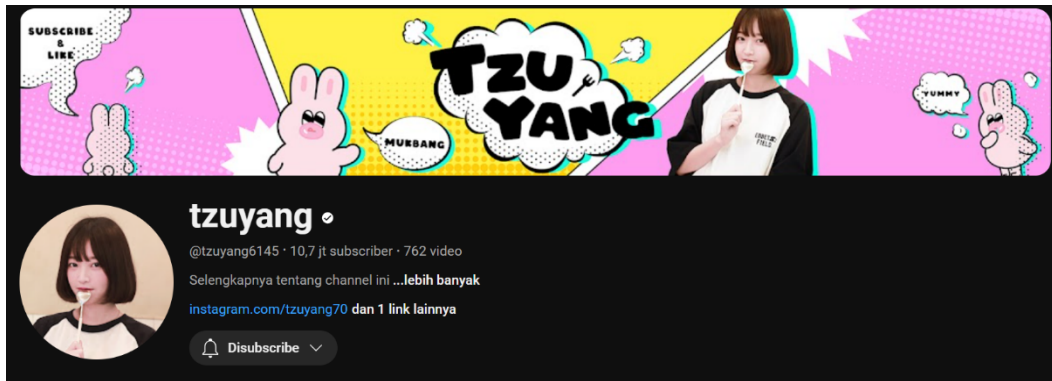 SUBSCRIBE
&
LIKE
TZU
YANG
MUKBANG
YUMMY
tzuyang
@tzuyang6145 · 10,7 jt subscriber · 762 video
Selengkapnya tentang channel ini ...lebih banyak
instagram.com/tzuyang70 dan 1 link lainnya
Disubscribe